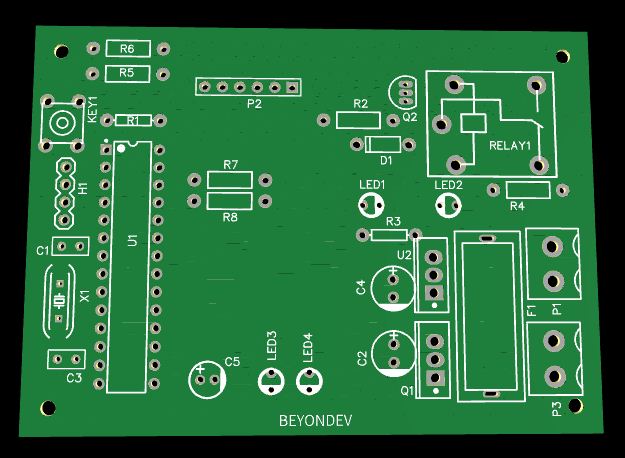 R6
R5
KEY1
P2
R2
Q2
R1
D1
RELAY1
R7
H1
LED1
LED2
R4
R8
R3
U1
C1
U2
C4
X1
F1
P1
LED3
LED4
C2
C5
C3
Q1
P3
BEYONDEV